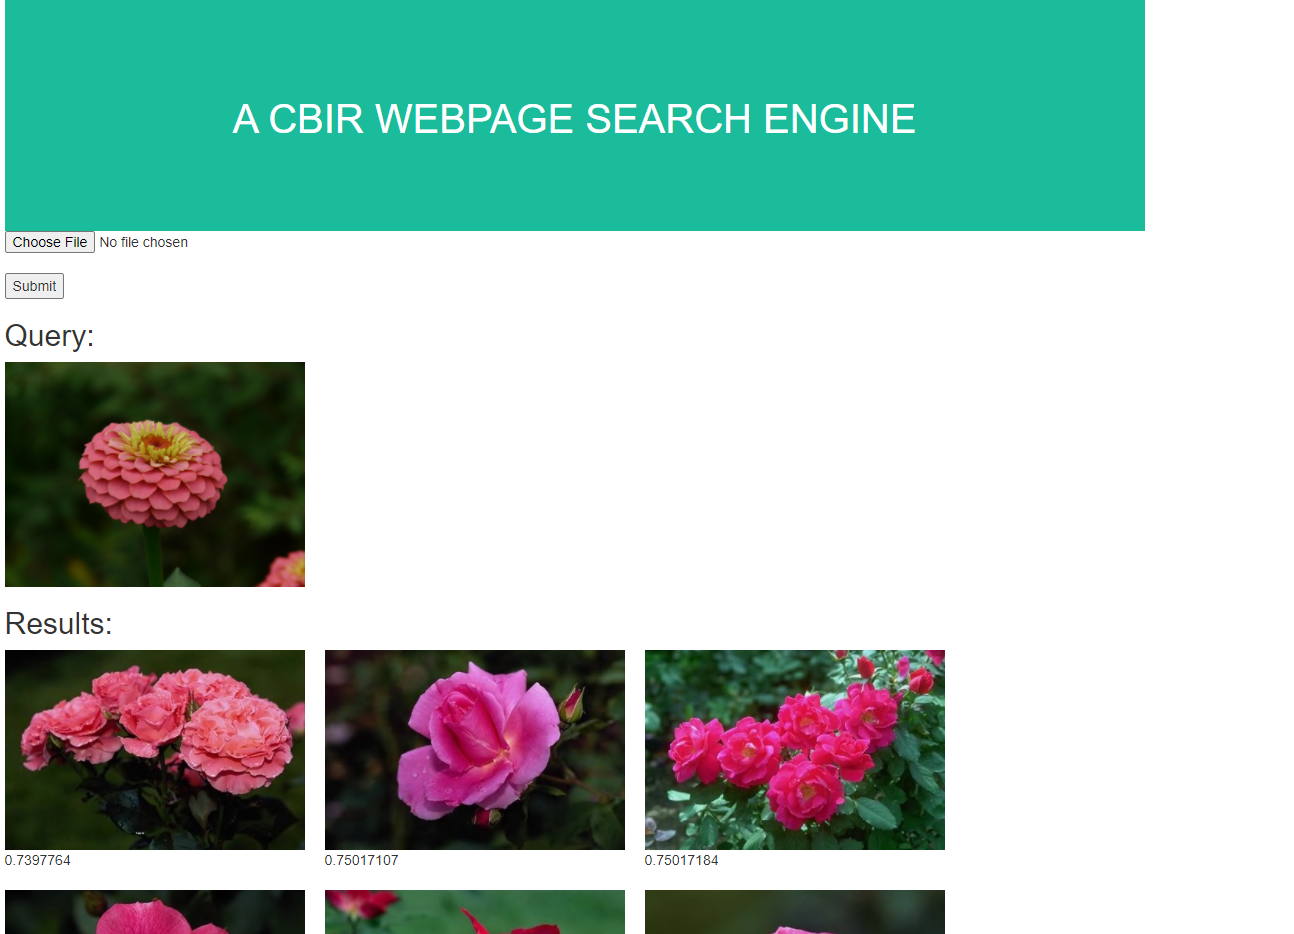 A CBIR WEBPAGE SEARCH ENGINE
Choose File No file chosen
Submit
Query:
Results:
0.7397764 0.75017107 0.75017184